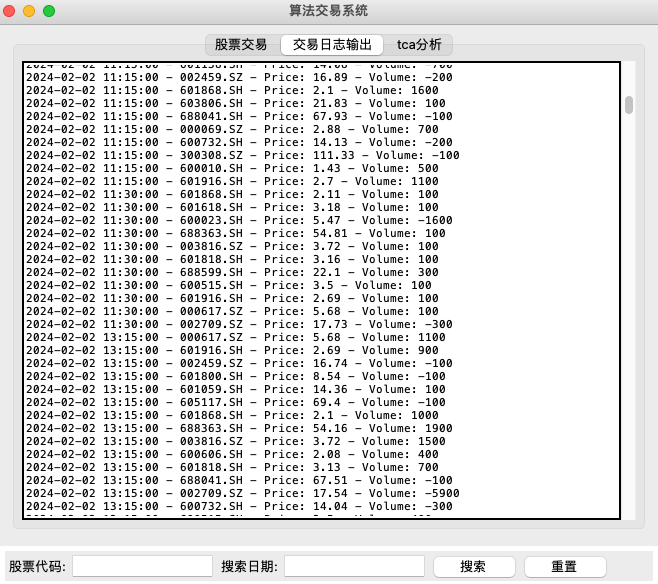 算法交易系统
股票交易 交易日志输出 tca分析
2024-02-02 11:15:00 - 601138.SH - Price: 14.08 - Volume: -700
2024-02-02 11:15:00 - 002459.SZ - Price: 16.89 - Volume: -200
2024-02-02 11:15:00 - 601868.SH - Price: 2.1 - Volume: 1600
2024-02-02 11:15:00 - 603806.SH - Price: 21.83 - Volume: 100
2024-02-02 11:15:00 - 688041.SH - Price: 67.93 - Volume: -100
2024-02-02 11:15:00 - 000069.SZ - Price: 2.88 - Volume: 700
2024-02-02 11:15:00 - 600732.SH - Price: 14.13 - Volume: -200
2024-02-02 11:15:00 - 300308.SZ - Price: 111.33 - Volume: -100
2024-02-02 11:15:00 - 600010.SH - Price: 1.43 - Volume: 500
2024-02-02 11:15:00 - 601916.SH - Price: 2.7 - Volume: 1100
2024-02-02 11:30:00 - 601868.SH - Price: 2.11 - Volume: 100
2024-02-02 11:30:00 - 601618.SH - Price: 3.18 - Volume: 100
2024-02-02 11:30:00 - 600023.SH - Price: 5.47 - Volume: -1600
2024-02-02 11:30:00 - 688363.SH - Price: 54.81 - Volume: 100
2024-02-02 11:30:00 - 003816.SZ - Price: 3.72 - Volume: 100
2024-02-02 11:30:00 - 601818.SH - Price: 3.16 - Volume: 100
2024-02-02 11:30:00 - 688599.SH - Price: 22.1 - Volume: 300
2024-02-02 11:30:00 - 600515.SH - Price: 3.5 - Volume: 100
2024-02-02 11:30:00 - 601916.SH - Price: 2.69 - Volume: 100
2024-02-02 11:30:00 - 000617.SZ - Price: 5.68 - Volume: 100
2024-02-02 11:30:00 - 002709.SZ - Price: 17.73 - Volume: -300
2024-02-02 13:15:00 - 000617.SZ - Price: 5.68 - Volume: 1100
2024-02-02 13:15:00 - 601916.SH - Price: 2.69 - Volume: 900
2024-02-02 13:15:00 - 002459.SZ - Price: 16.74 - Volume: -100
2024-02-02 13:15:00 - 601800.SH - Price: 8.54 - Volume: -100
2024-02-02 13:15:00 - 601059.SH - Price: 14.36 - Volume: 100
2024-02-02 13:15:00 - 605117.SH - Price: 69.4 - Volume: -100
2024-02-02 13:15:00 - 601868.SH - Price: 2.1 - Volume: 1000
2024-02-02 13:15:00 - 688363.SH - Price: 54.16 - Volume: 1900
2024-02-02 13:15:00 - 003816.SZ - Price: 3.72 - Volume: 1500
2024-02-02 13:15:00 - 600606.SH - Price: 2.08 - Volume: 400
2024-02-02 13:15:00 - 601818.SH - Price: 3.13 - Volume: 700
2024-02-02 13:15:00 - 688041.SH - Price: 67.51 - Volume: -100
2024-02-02 13:15:00 - 002709.SZ - Price: 17.54 - Volume: -5900
2024-02-02 13:15:00 - 600732.SH - Price: 14.04 - Volume: -300
股票代码: 搜索日期: 搜索 重置